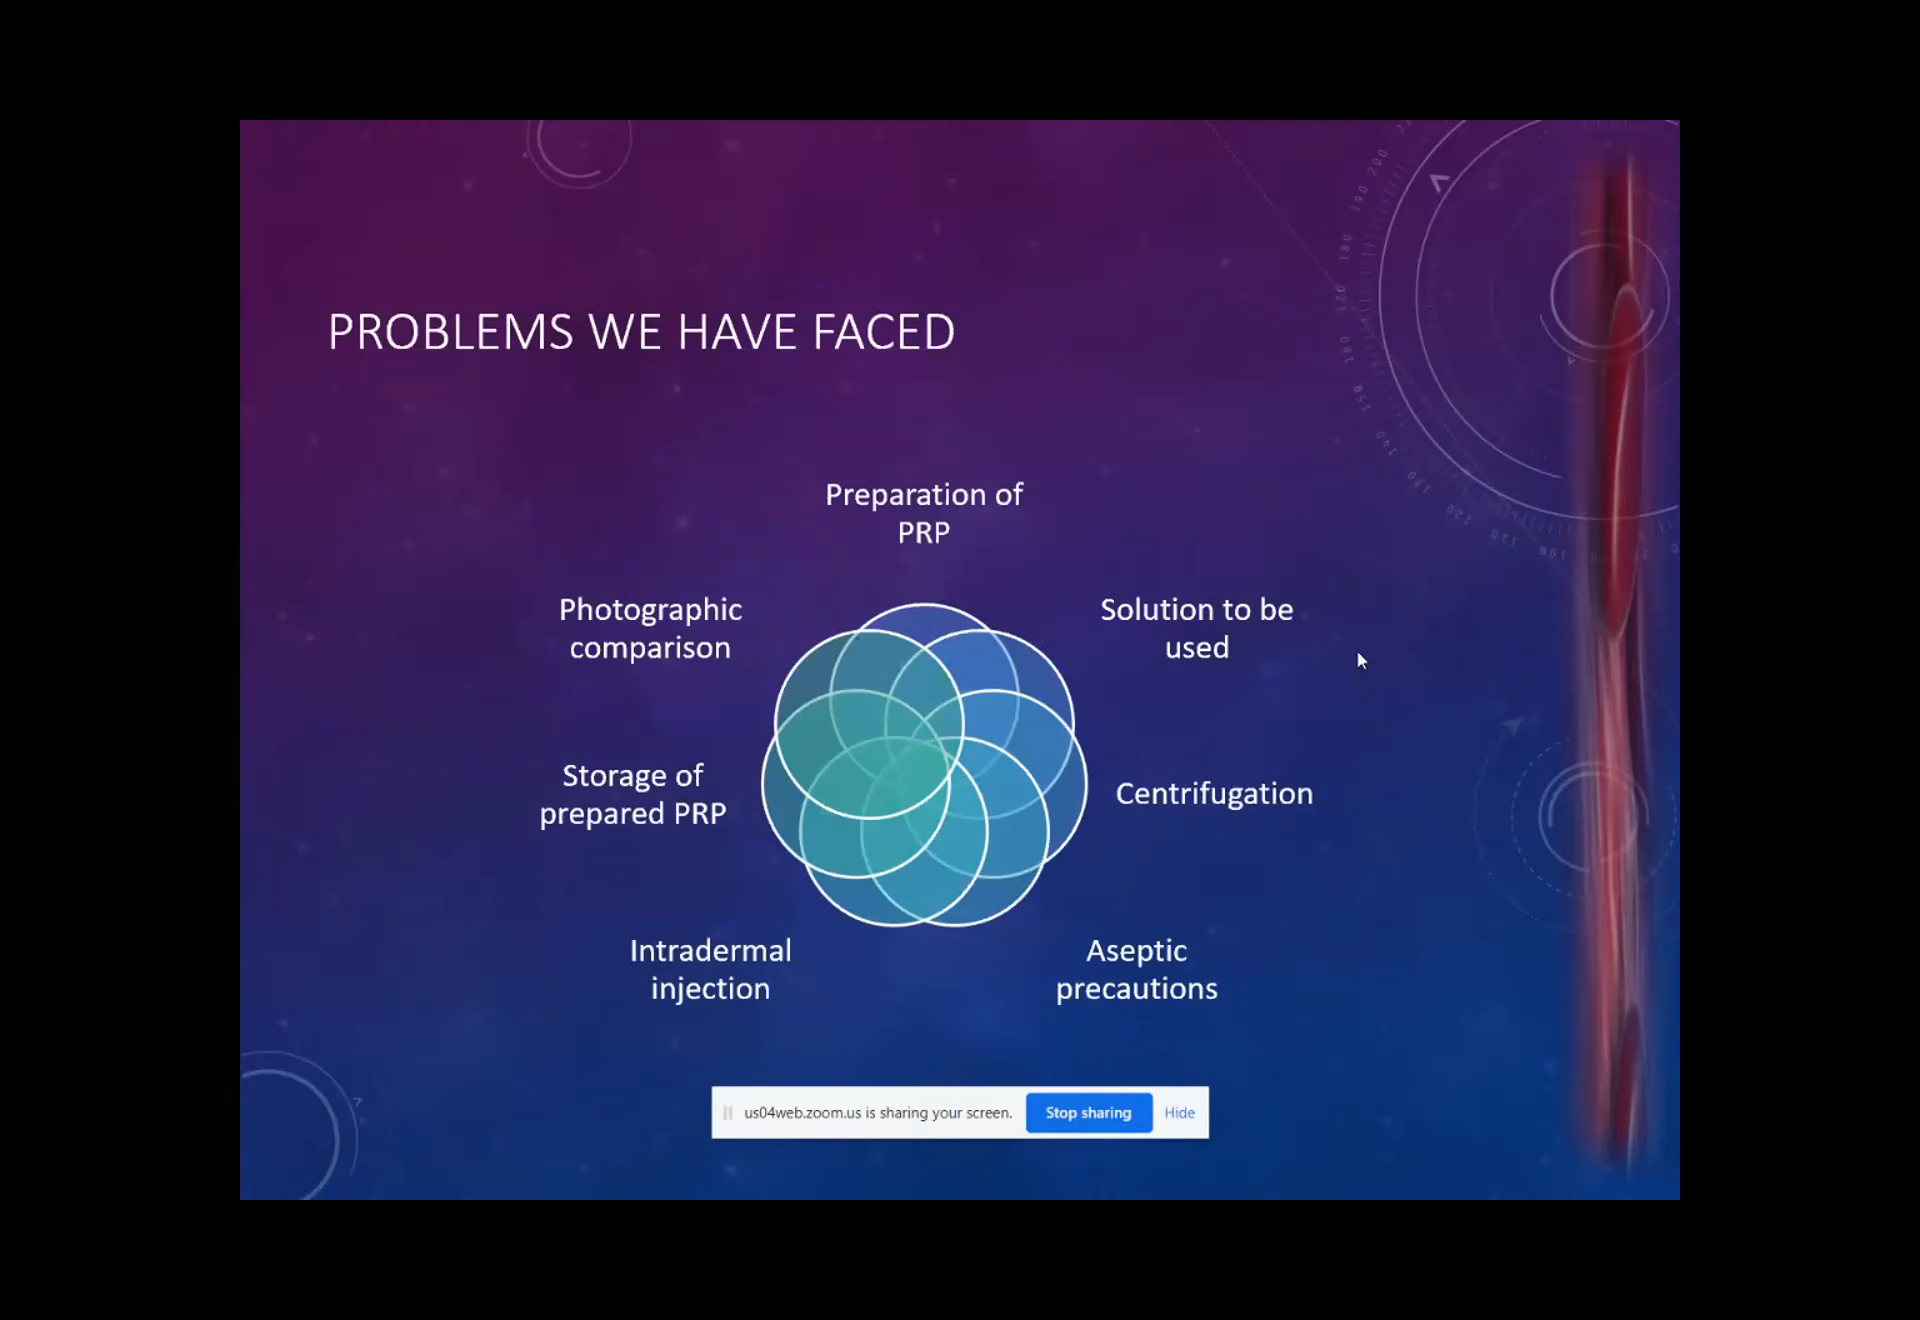 PROBLEMS WE HAVE FACED
Preparation of
PRP
Solution to be
used
Centrifugation
Aseptic
precautions
Intradermal
injection
Storage of
prepared PRP
Photographic
comparison
us04web.zoom.us is sharing your screen. Stop sharing Hide